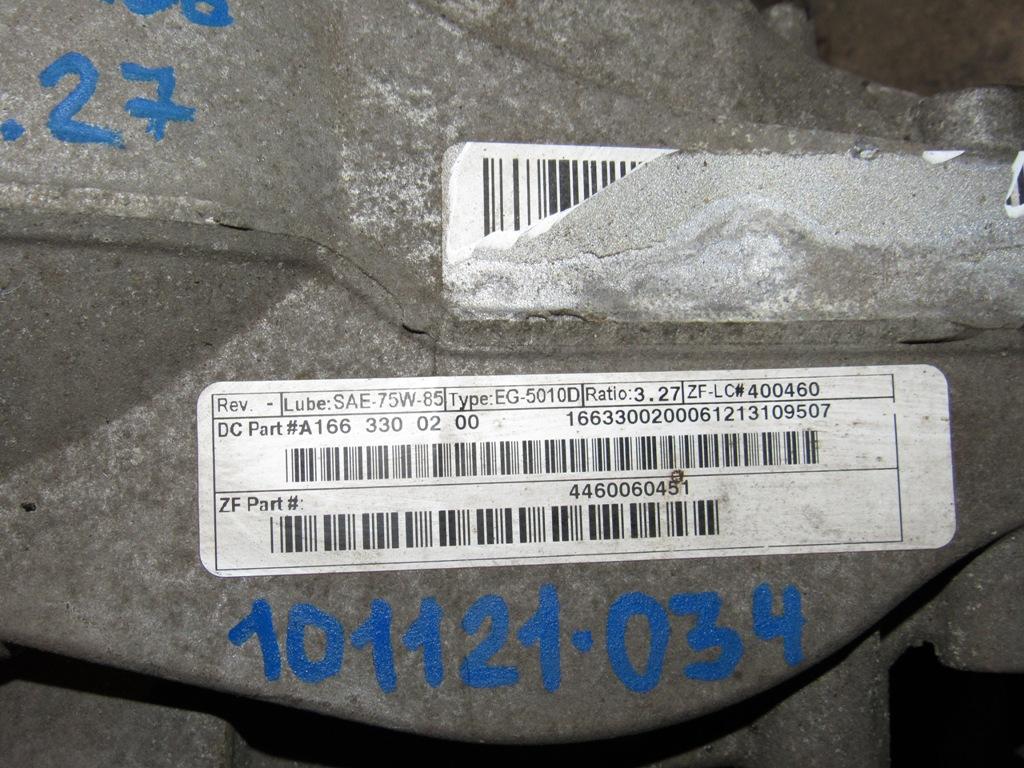 .27
Rev. - Lube:SAE-75W-85 Type:EG-5010D Ratio:3.27 ZF-LC#400460
DC Part #A166 330 02 00 1663300200061213109507
ZF Part #: 4460060451
101121.034